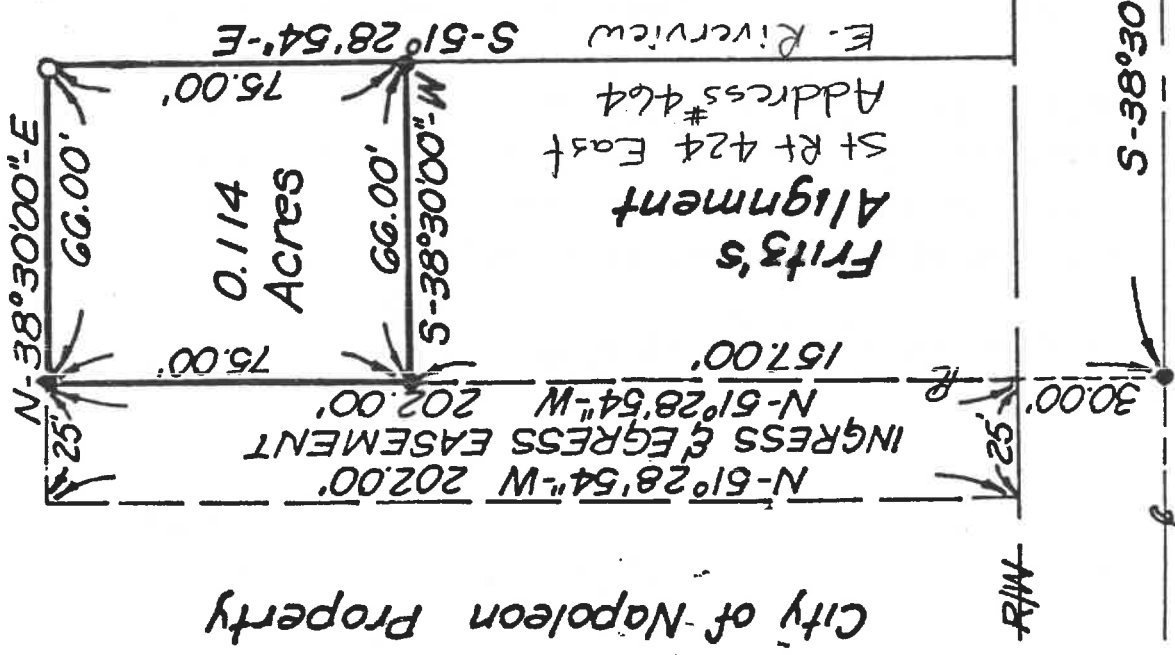 City of Napoleon Property
R/W
N-51°28'54"-W 202.00'
25'
INGRESS & EGRESS EASEMENT
25'
N-51°28'54"-W 202.00'
30.00'
157.00'
75.00'
Fritz's
Alignment
St Rt 424 East
Address #464
E. Riverview
S-38°30
S-38°30'00"-W
66.00'
0.114
Acres
66.00'
N-38°30'00"-E
75.00'
S-51°28'54"-E